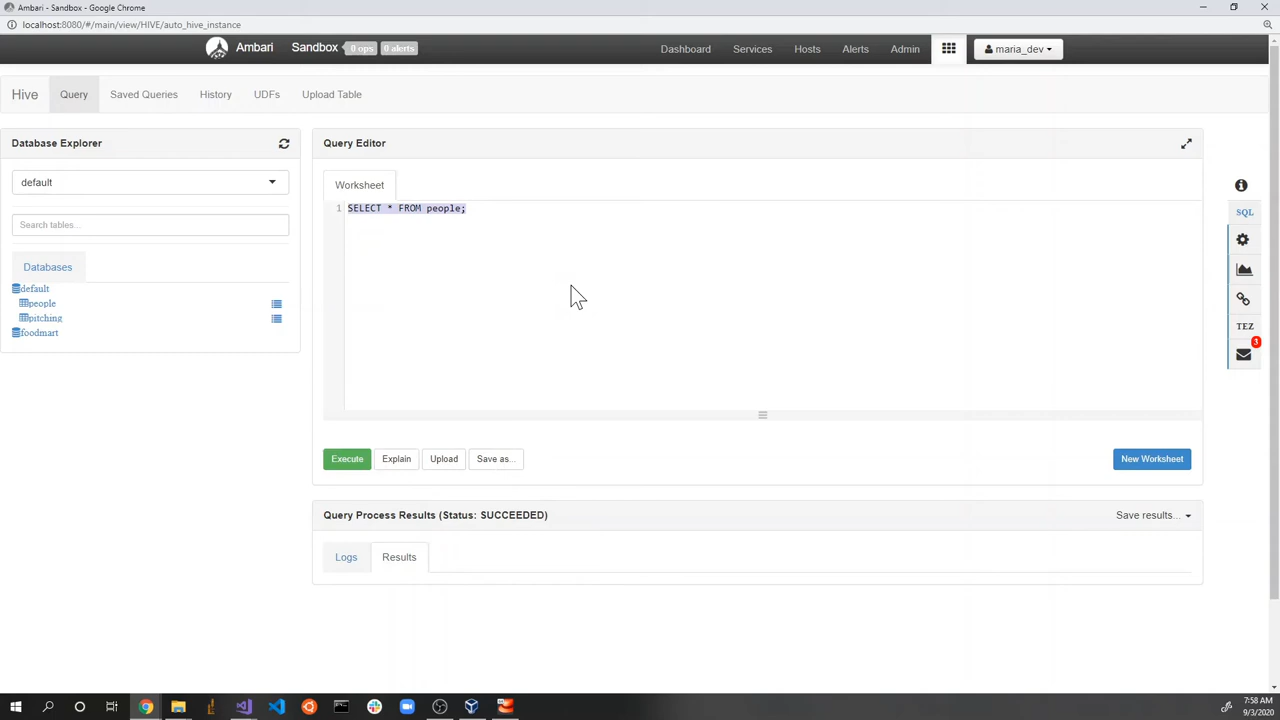 Ambari - Sandbox - Google Chrome
localhost:8080/#/main/view/HIVE/auto_hive_instance
Ambari Sandbox 0 ops 0 alerts Dashboard Services Hosts Alerts Admin maria_dev
Hive Query Saved Queries History UDFs Upload Table
Database Explorer
Query Editor
default
Worksheet
SQL
1 SELECT * FROM people;
Search tables...
Databases
default
people
pitching
foodmart
TEZ
3
Execute Explain Upload Save as... New Worksheet
Query Process Results (Status: SUCCEEDED) Save results...
Logs Results
7:58 AM
9/3/2020